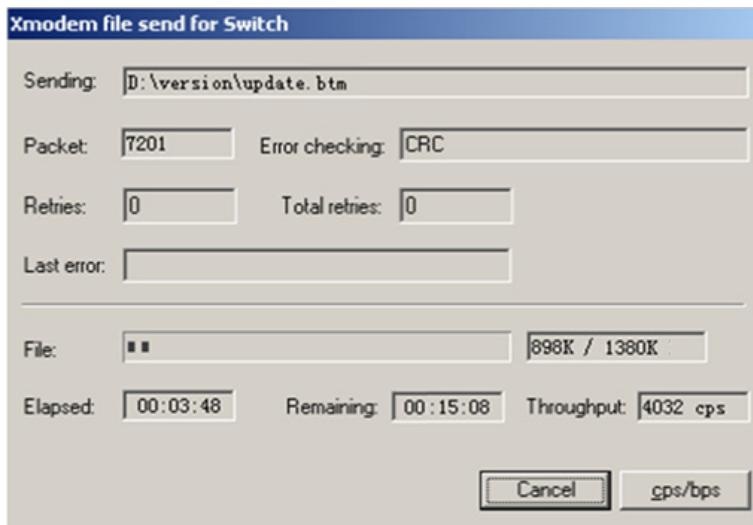 Xmodem file send for Switch
Sending: D:\version\update.btm
Packet: 7201 Error checking: CRC
Retries: 0 Total retries: 0
Last error:
File: 898K / 1380K
Elapsed: 00:03:48 Remaining: 00:15:08 Throughput: 4032 cps
Cancel cps/bps